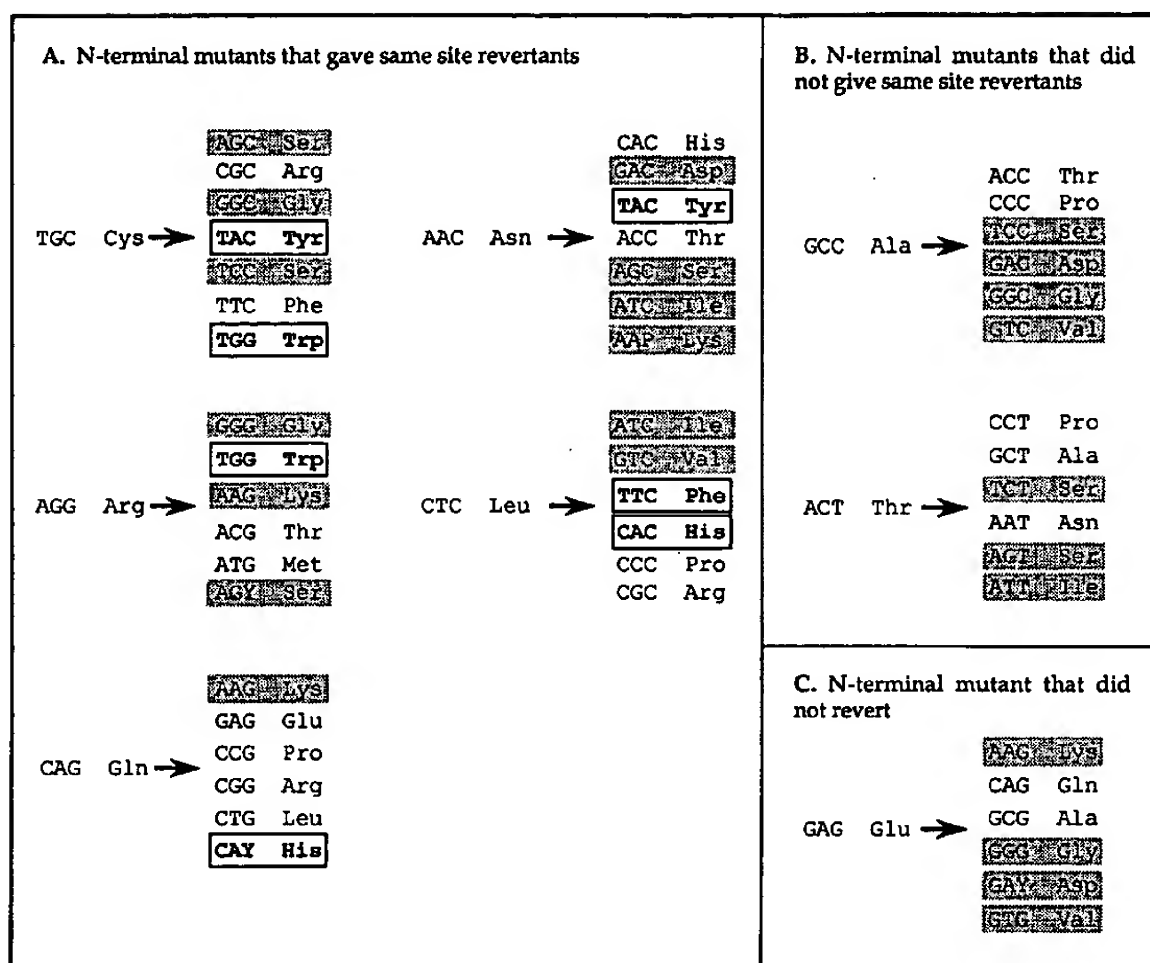 A. N-terminal mutants that gave same site revertants
TGC Cys
AGC Ser
CGC Arg
GGC Gly
TAC Tyr
TCC Ser
TTC Phe
TGG Trp
AAC Asn
CAC His
GAC Asp
TAC Tyr
ACC Thr
AGC Ser
ATC Ile
AAP Lys
AGG Arg
GGG Gly
TGG Trp
AAG Lys
ACG Thr
ATG Met
AGY Ser
CTC Leu
ATC Ile
GTC Val
TTC Phe
CAC His
CCC Pro
CGC Arg
CAG Gln
AAG Lys
GAG Glu
CCG Pro
CGG Arg
CTG Leu
CAY His
B. N-terminal mutants that did
not give same site revertants
GCC Ala
ACC Thr
CCC Pro
TCC Ser
Asp
GGC Gly
GTC Val
ACT Thr
CCT Pro
GCT Ala
TCT Ser
AAT Asn
AGT Ser
ATT Ile
C. N-terminal mutant that did
not revert
GAG Glu
AAG Lys
CAG Gln
GCG Ala
GGG Gly
GAY Asp
GTG Val